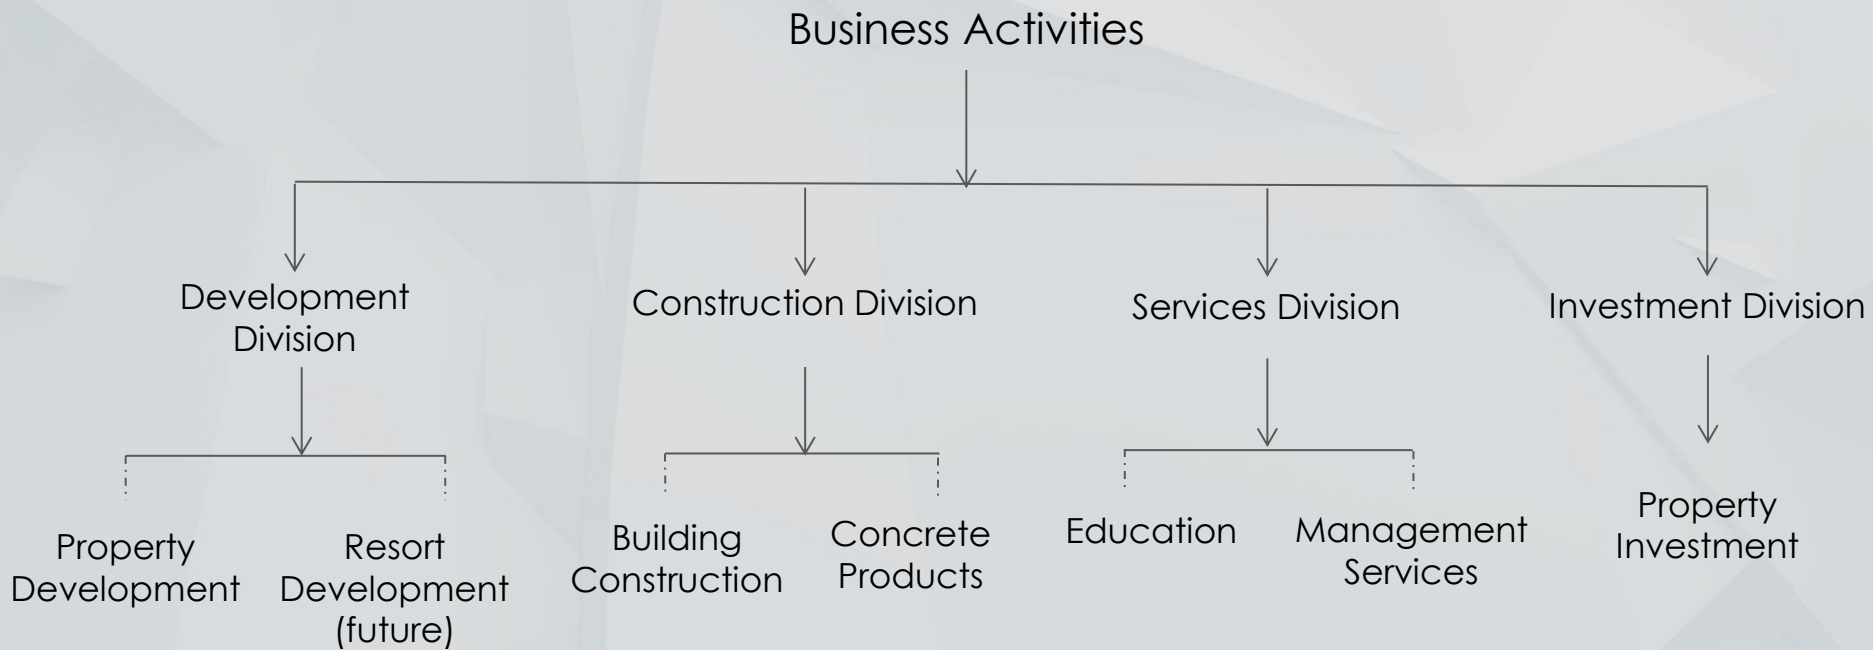 Business Activities
Development
Division
Construction Division
Services Division
Investment Division
Property
Development
Resort
Development
(future)
Building
Construction
Concrete
Products
Education
Management
Services
Property
Investment